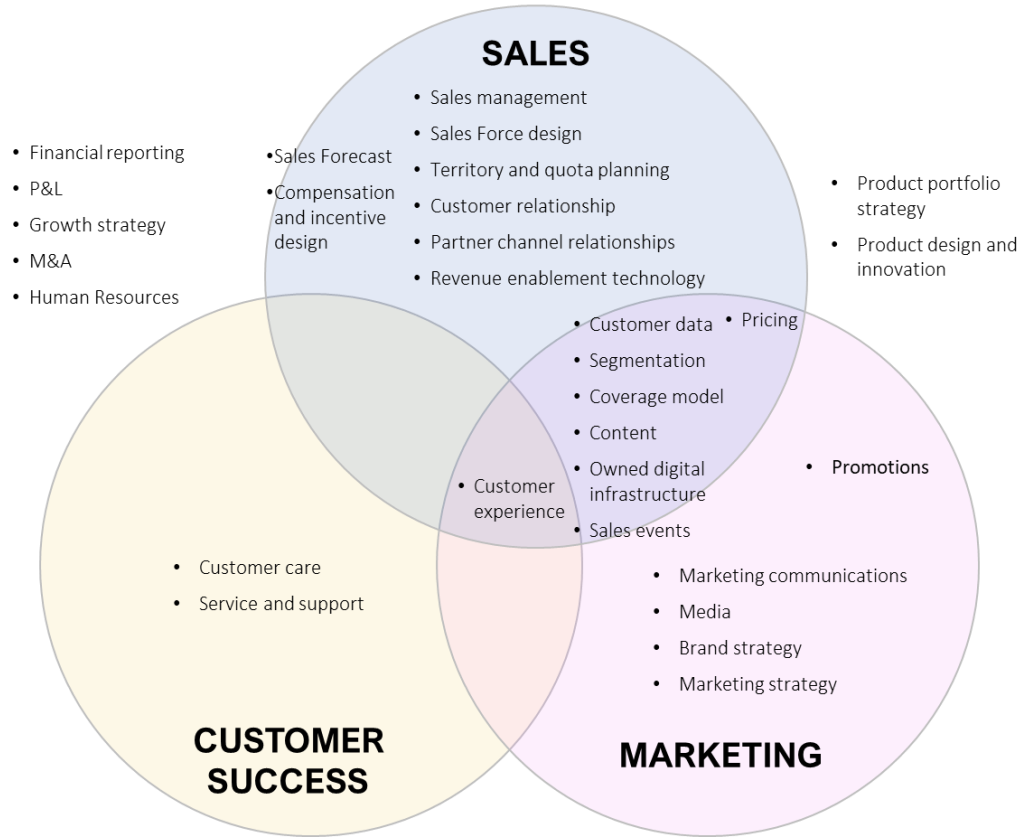 SALES
• Sales management
• Sales Force design
• Territory and quota planning
• Customer relationship
• Partner channel relationships
• Revenue enablement technology
• Financial reporting
• P&L
• Growth strategy
• M&A
• Human Resources
•Sales Forecast
•Compensation
and incentive
design
• Product portfolio
strategy
• Product design and
innovation
• Customer data
• Segmentation
• Coverage model
• Content
• Owned digital
infrastructure
• Sales events
• Pricing
• Customer
experience
• Promotions
• Customer care
• Service and support
• Marketing communications
• Media
• Brand strategy
• Marketing strategy
CUSTOMER
SUCCESS
MARKETING